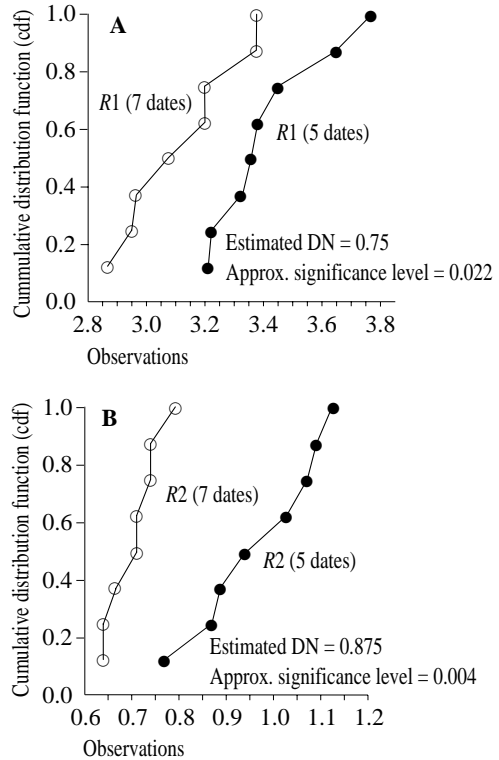 Cummulative distribution function (cdf)
A
1.0
0.8
0.6
0.4
0.2
0.0
R1 (7 dates)
R1 (5 dates)
Estimated DN = 0.75
Approx. significance level = 0.022
2.8 3.0 3.2 3.4 3.6 3.8
Observations
Cumulative distribution function (cdf)
B
1.0
0.8
0.6
0.4
0.2
0.0
R2 (7 dates)
R2 (5 dates)
Estimated DN = 0.875
Approx. significance level = 0.004
0.6 0.7 0.8 0.9 1.0 1.1 1.2
Observations